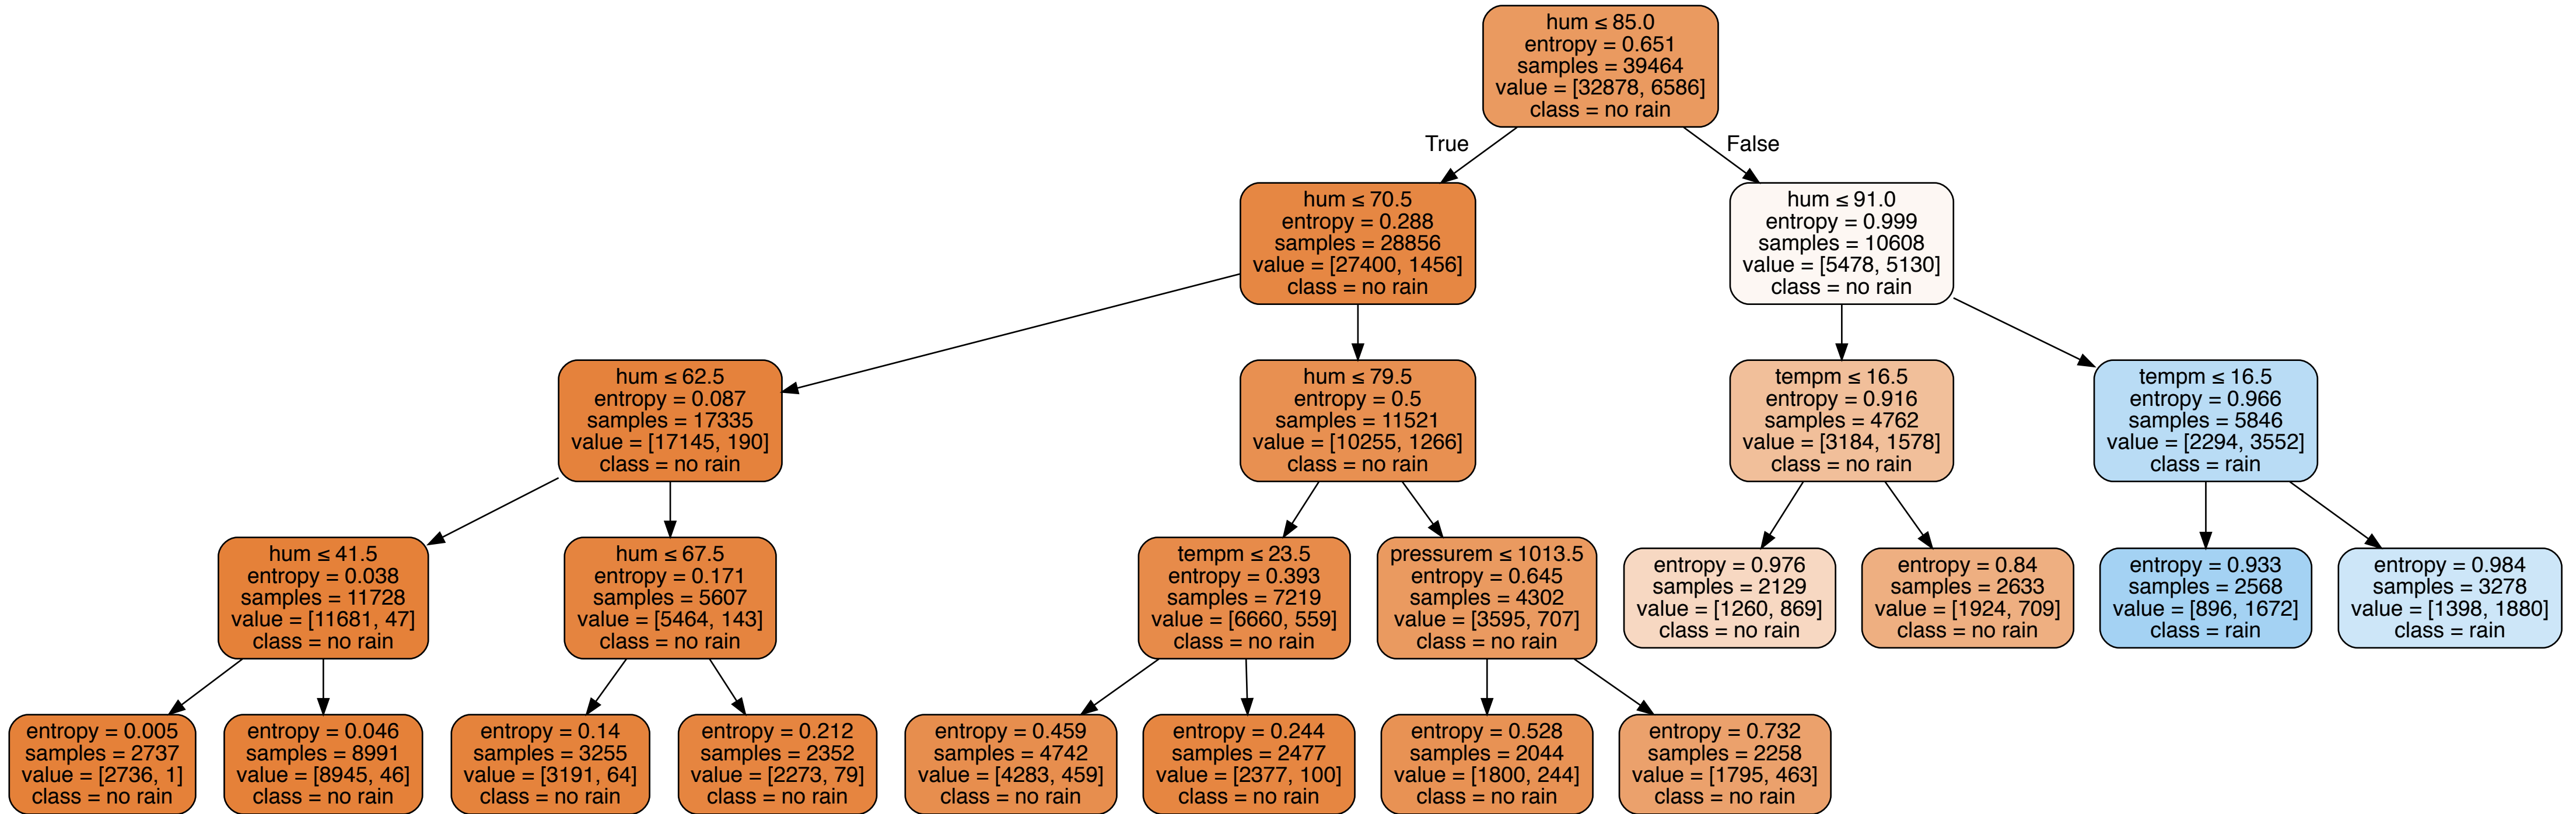 hum ≤ 85.0
entropy = 0.651
samples = 39464
value = [32878, 6586]
class = no rain
True
False
hum ≤ 70.5
entropy = 0.288
samples = 28856
value = [27400, 1456]
class = no rain
hum ≤ 91.0
entropy = 0.999
samples = 10608
value = [5478, 5130]
class = no rain
hum ≤ 62.5
entropy = 0.087
samples = 17335
value = [17145, 190]
class = no rain
hum ≤ 79.5
entropy = 0.5
samples = 11521
value = [10255, 1266]
class = no rain
tempm ≤ 16.5
entropy = 0.916
samples = 4762
value = [3184, 1578]
class = no rain
tempm ≤ 16.5
entropy = 0.966
samples = 5846
value = [2294, 3552]
class = rain
hum ≤ 41.5
entropy = 0.038
samples = 11728
value = [11681, 47]
class = no rain
hum ≤ 67.5
entropy = 0.171
samples = 5607
value = [5464, 143]
class = no rain
tempm ≤ 23.5
entropy = 0.393
samples = 7219
value = [6660, 559]
class = no rain
pressurem ≤ 1013.5
entropy = 0.645
samples = 4302
value = [3595, 707]
class = no rain
entropy = 0.976
samples = 2129
value = [1260, 869]
class = no rain
entropy = 0.84
samples = 2633
value = [1924, 709]
class = no rain
entropy = 0.933
samples = 2568
value = [896, 1672]
class = rain
entropy = 0.984
samples = 3278
value = [1398, 1880]
class = rain
entropy = 0.005
samples = 2737
value = [2736, 1]
class = no rain
entropy = 0.046
samples = 8991
value = [8945, 46]
class = no rain
entropy = 0.14
samples = 3255
value = [3191, 64]
class = no rain
entropy = 0.212
samples = 2352
value = [2273, 79]
class = no rain
entropy = 0.459
samples = 4742
value = [4283, 459]
class = no rain
entropy = 0.244
samples = 2477
value = [2377, 100]
class = no rain
entropy = 0.528
samples = 2044
value = [1800, 244]
class = no rain
entropy = 0.732
samples = 2258
value = [1795, 463]
class = no rain